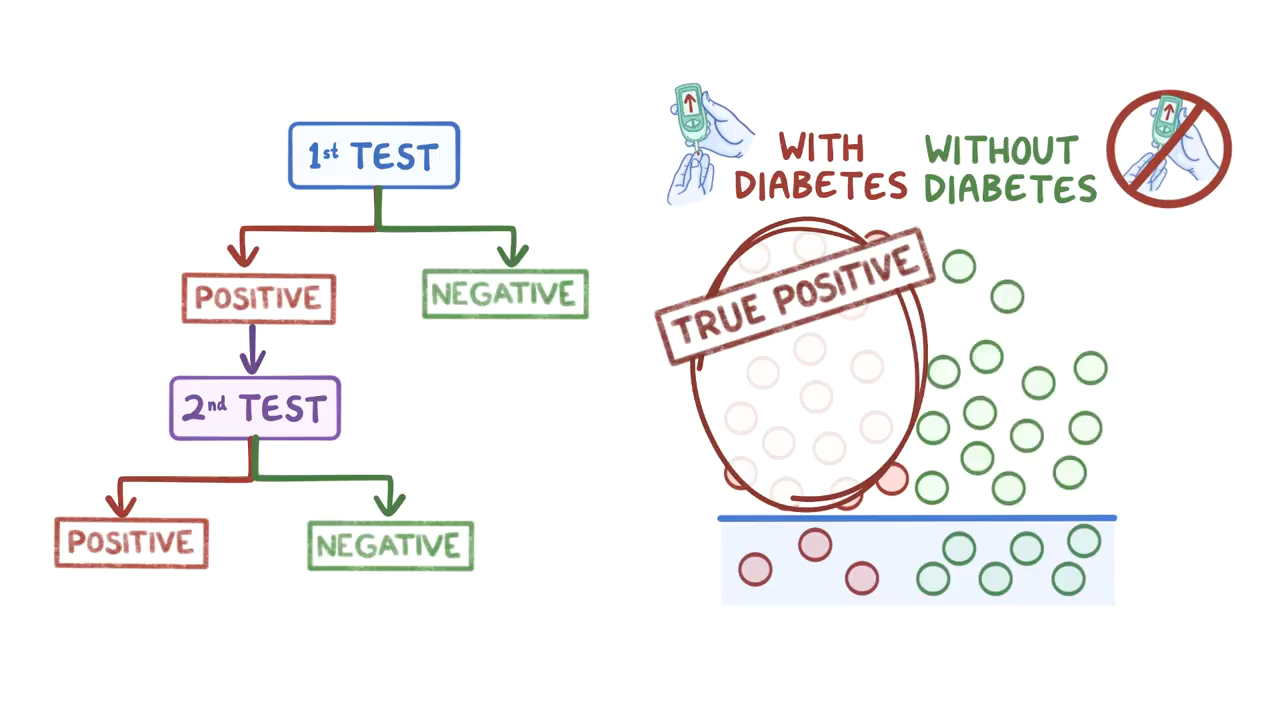 1st TEST
POSITIVE
NEGATIVE
2nd TEST
POSITIVE
NEGATIVE
WITH
DIABETES
WITHOUT
DIABETES
TRUE POSITIVE